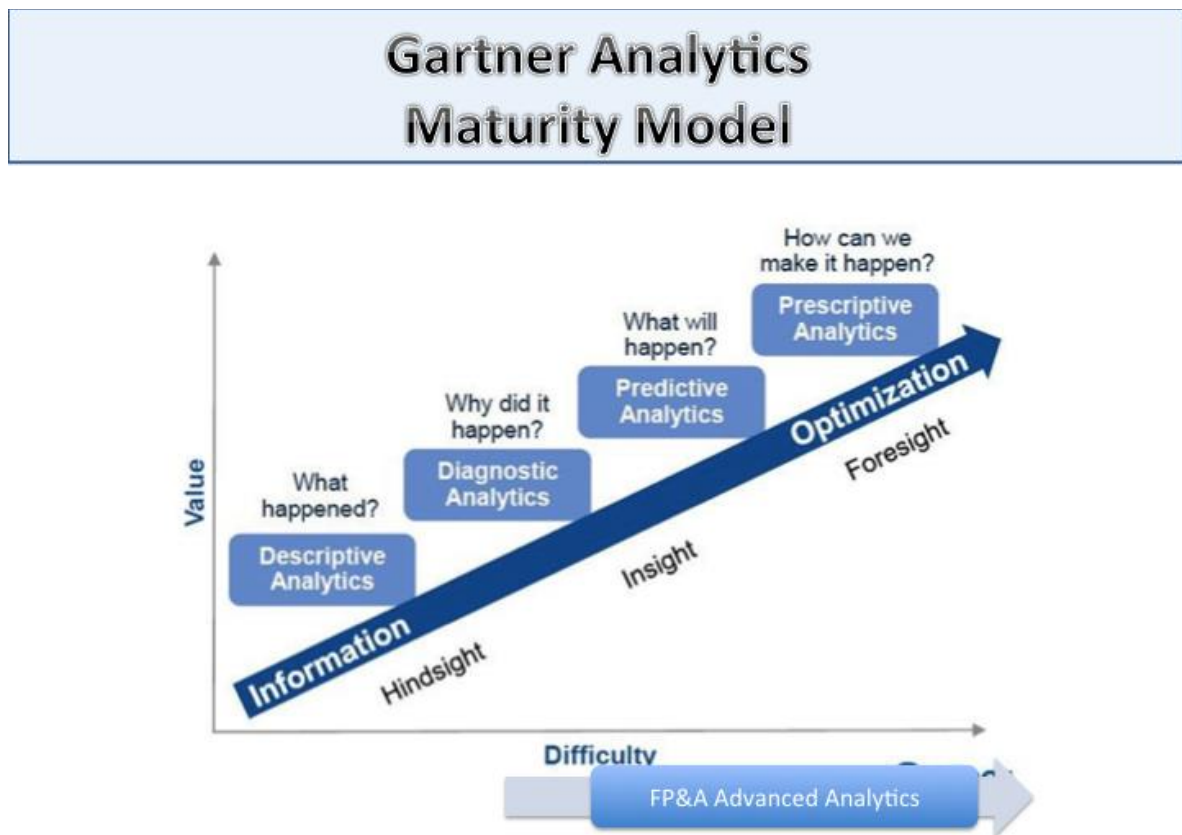 Gartner Analytics
Maturity Model
How can we
make it happen?
Prescriptive
Analytics
What will
happen?
Predictive
Analytics
Why did it
happen?
Diagnostic
Analytics
What
happened?
Descriptive
Analytics
Value
Information
Optimization
Hindsight
Insight
Foresight
Difficulty
FP&A Advanced Analytics